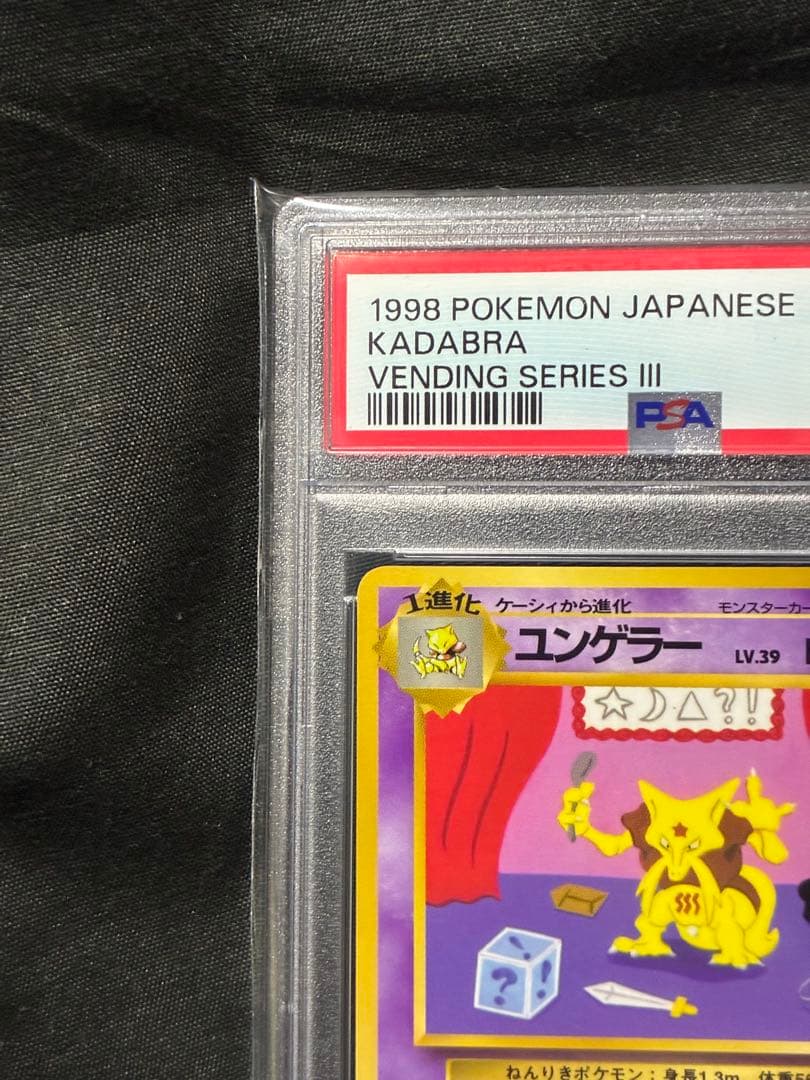 1998 POKEMON JAPANESE
KADABRA
VENDING SERIES III
PSA
1進化 ケーシィから進化 モンスターカー
ユンゲラー LV.39
?!
? !
ねんりきポケモン：身長1.3m 体重